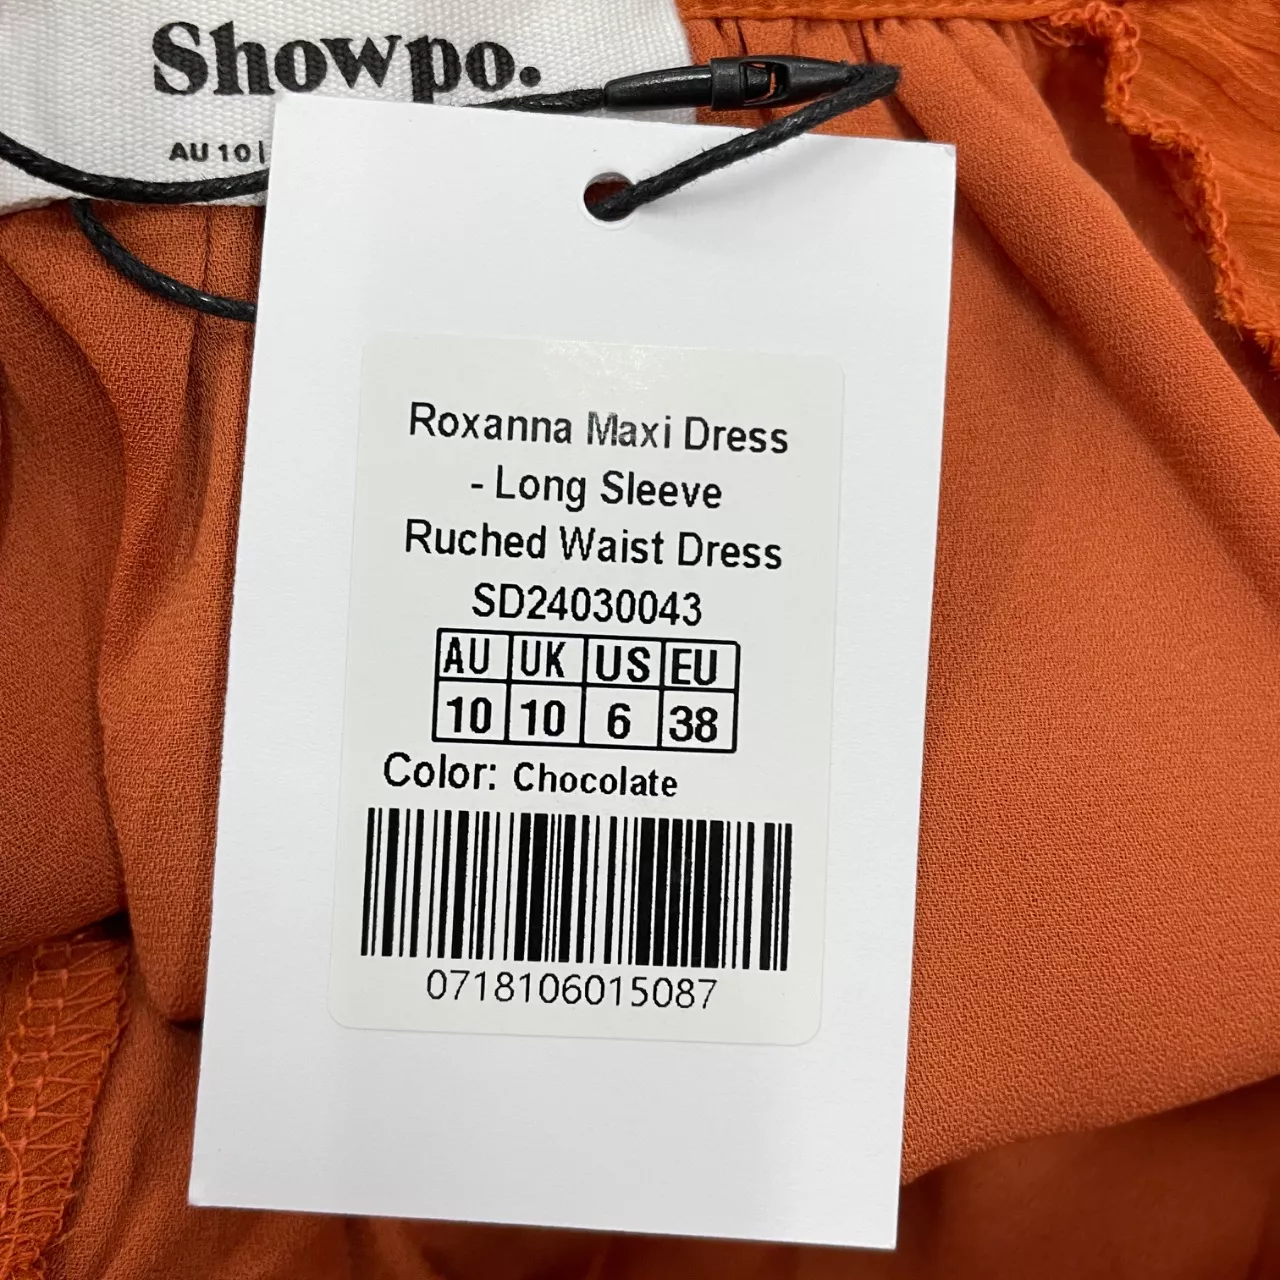 Showpo.
AU 10 |
Roxanna Maxi Dress
- Long Sleeve
Ruched Waist Dress
SD24030043
AU UK US EU
10 10 6 38
Color: Chocolate
0718106015087